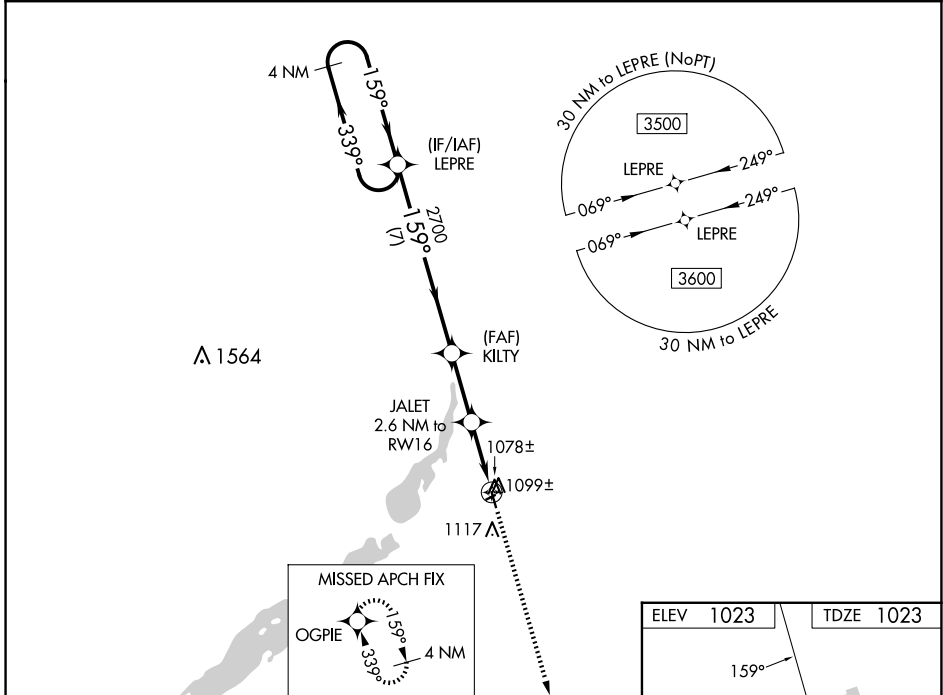 4 NM
159°
339°
(IF/IAF)
LEPRE
2700
159°
(7)
30 NM to LEPRE (NoPT)
3500
LEPRE
249°
069°
249°
069°
LEPRE
3600
30 NM to LEPRE
1564
(FAF)
KILTY
JALET
2.6 NM to
RW16
1078±
1099±
1117
MISSED APCH FIX
OGPIE
159°
339°
4 NM
ELEV 1023
TDZE 1023
159°